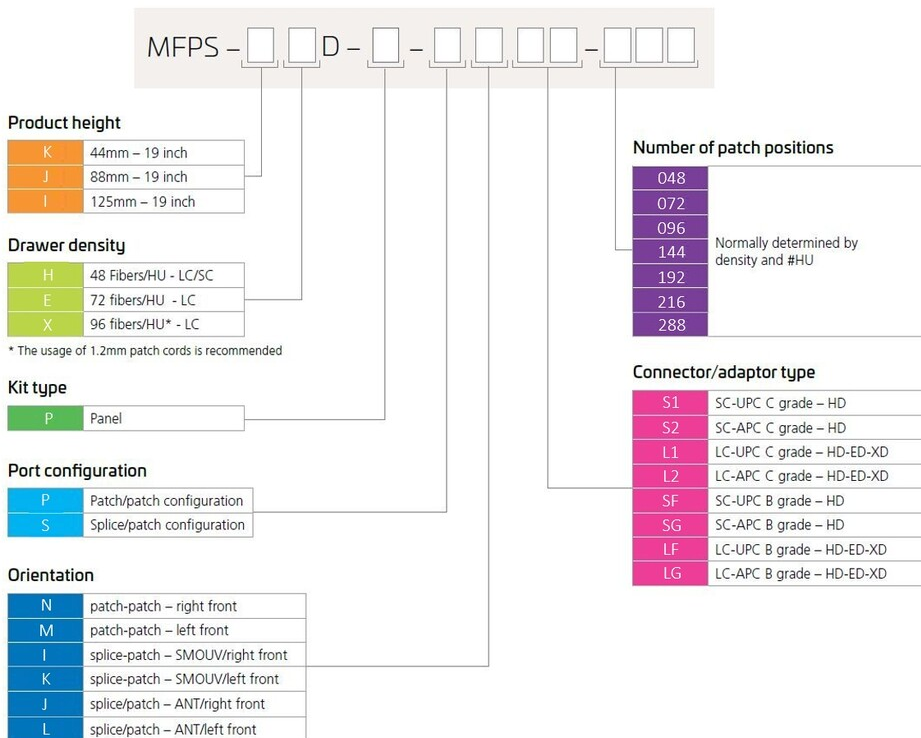 MFPS – D – – –
Product height
K 44mm – 19 inch
J 88mm – 19 inch
I 125mm – 19 inch
Drawer density
H 48 Fibers/HU - LC/SC
E 72 fibers/HU - LC
X 96 fibers/HU* - LC
* The usage of 1.2mm patch cords is recommended
Kit type
P Panel
Port configuration
P Patch/patch configuration
S Splice/patch configuration
Orientation
N patch-patch – right front
M patch-patch – left front
I splice-patch – SMOUV/right front
K splice-patch – SMOUV/left front
J splice/patch – ANT/right front
L splice/patch – ANT/left front
Number of patch positions
048
072
096
144
192
216
288
Normally determined by
density and #HU
Connector/adaptor type
S1 SC-UPC C grade – HD
S2 SC-APC C grade – HD
L1 LC-UPC C grade – HD-ED-XD
L2 LC-APC C grade – HD-ED-XD
SF SC-UPC B grade – HD
SG SC-APC B grade – HD
LF LC-UPC B grade – HD-ED-XD
LG LC-APC B grade – HD-ED-XD